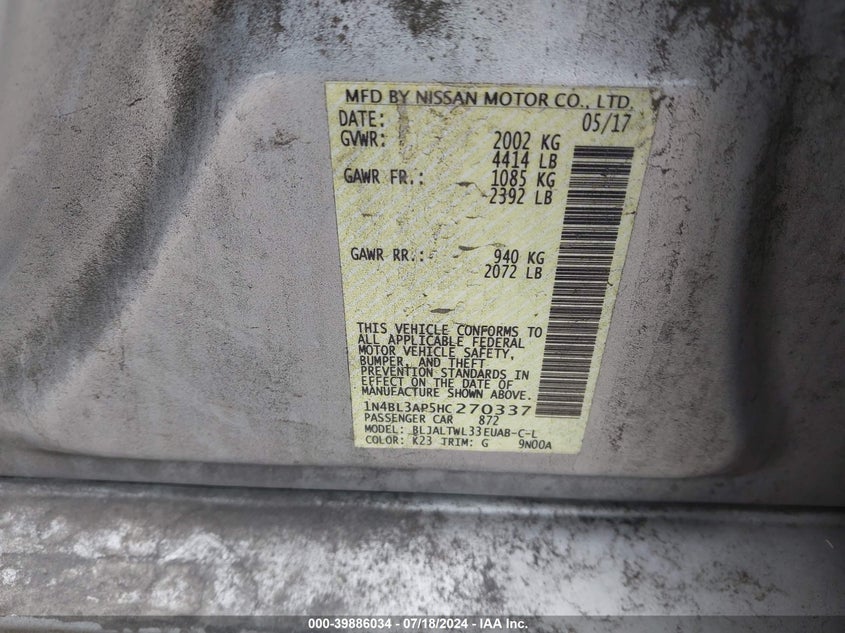 MFD BY NISSAN MOTOR CO., LTD.
DATE: 05/17
GVWR: 2002 KG
4414 LB
GAWR FR.: 1085 KG
2392 LB
GAWR RR.: 940 KG
2072 LB
THIS VEHICLE CONFORMS TO
ALL APPLICABLE FEDERAL
MOTOR VEHICLE SAFETY,
BUMPER, AND THEFT
PREVENTION STANDARDS IN
EFFECT ON THE DATE OF
MANUFACTURE SHOWN ABOVE.
1N4BL3AP5HC270337
PASSENGER CAR 872
MODEL: BLJALTWL33EUAB-C-L
COLOR: K23 TRIM: G 9N00A
000-39886034 - 07/18/2024 - IAA Inc.